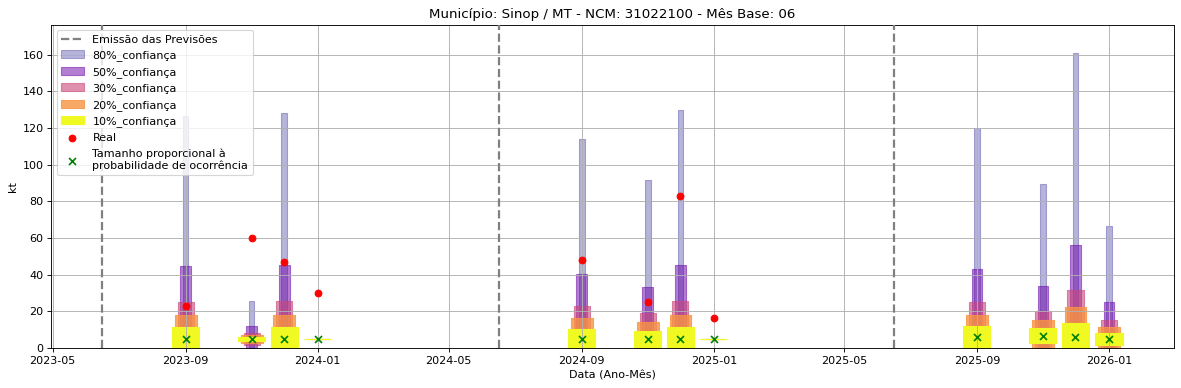 Município: Sinop / MT - NCM: 31022100 - Mês Base: 06
Emissão das Previsões
80%_confiança
50%_confiança
30%_confiança
20%_confiança
10%_confiança
Real
Tamanho proporcional à
probabilidade de ocorrência
kt
160
140
120
100
80
60
40
20
0
2023-05 2023-09 2024-01 2024-05 2024-09 2025-01 2025-05 2025-09 2026-01
Data (Ano-Mês)